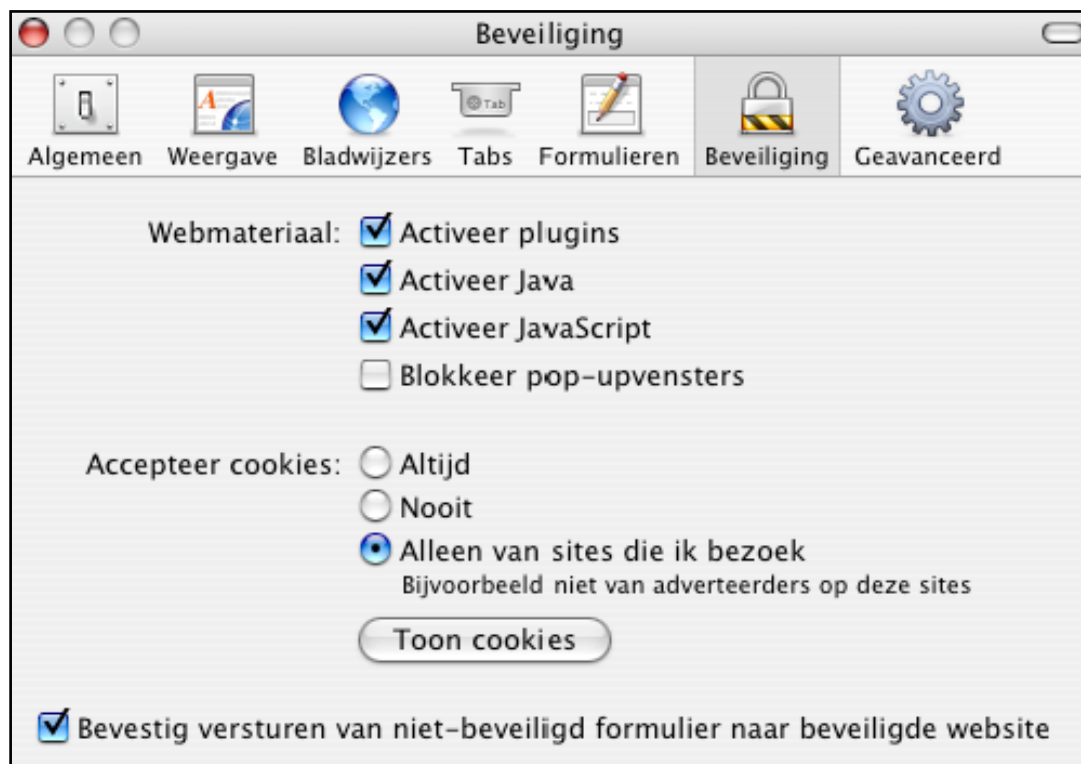 Beveiliging
Tab
Algemeen Weergave Bladwijzers Tabs Formulieren Beveiliging Geavanceerd
Webmateriaal: Activeer plugins
Activeer Java
Activeer JavaScript
Blokkeer pop-upvensters
Accepteer cookies: Altijd
Nooit
Alleen van sites die ik bezoek
Bijvoorbeeld niet van adverteerders op deze sites
Toon cookies
Bevestig versturen van niet-beveiligd formulier naar beveiligde website